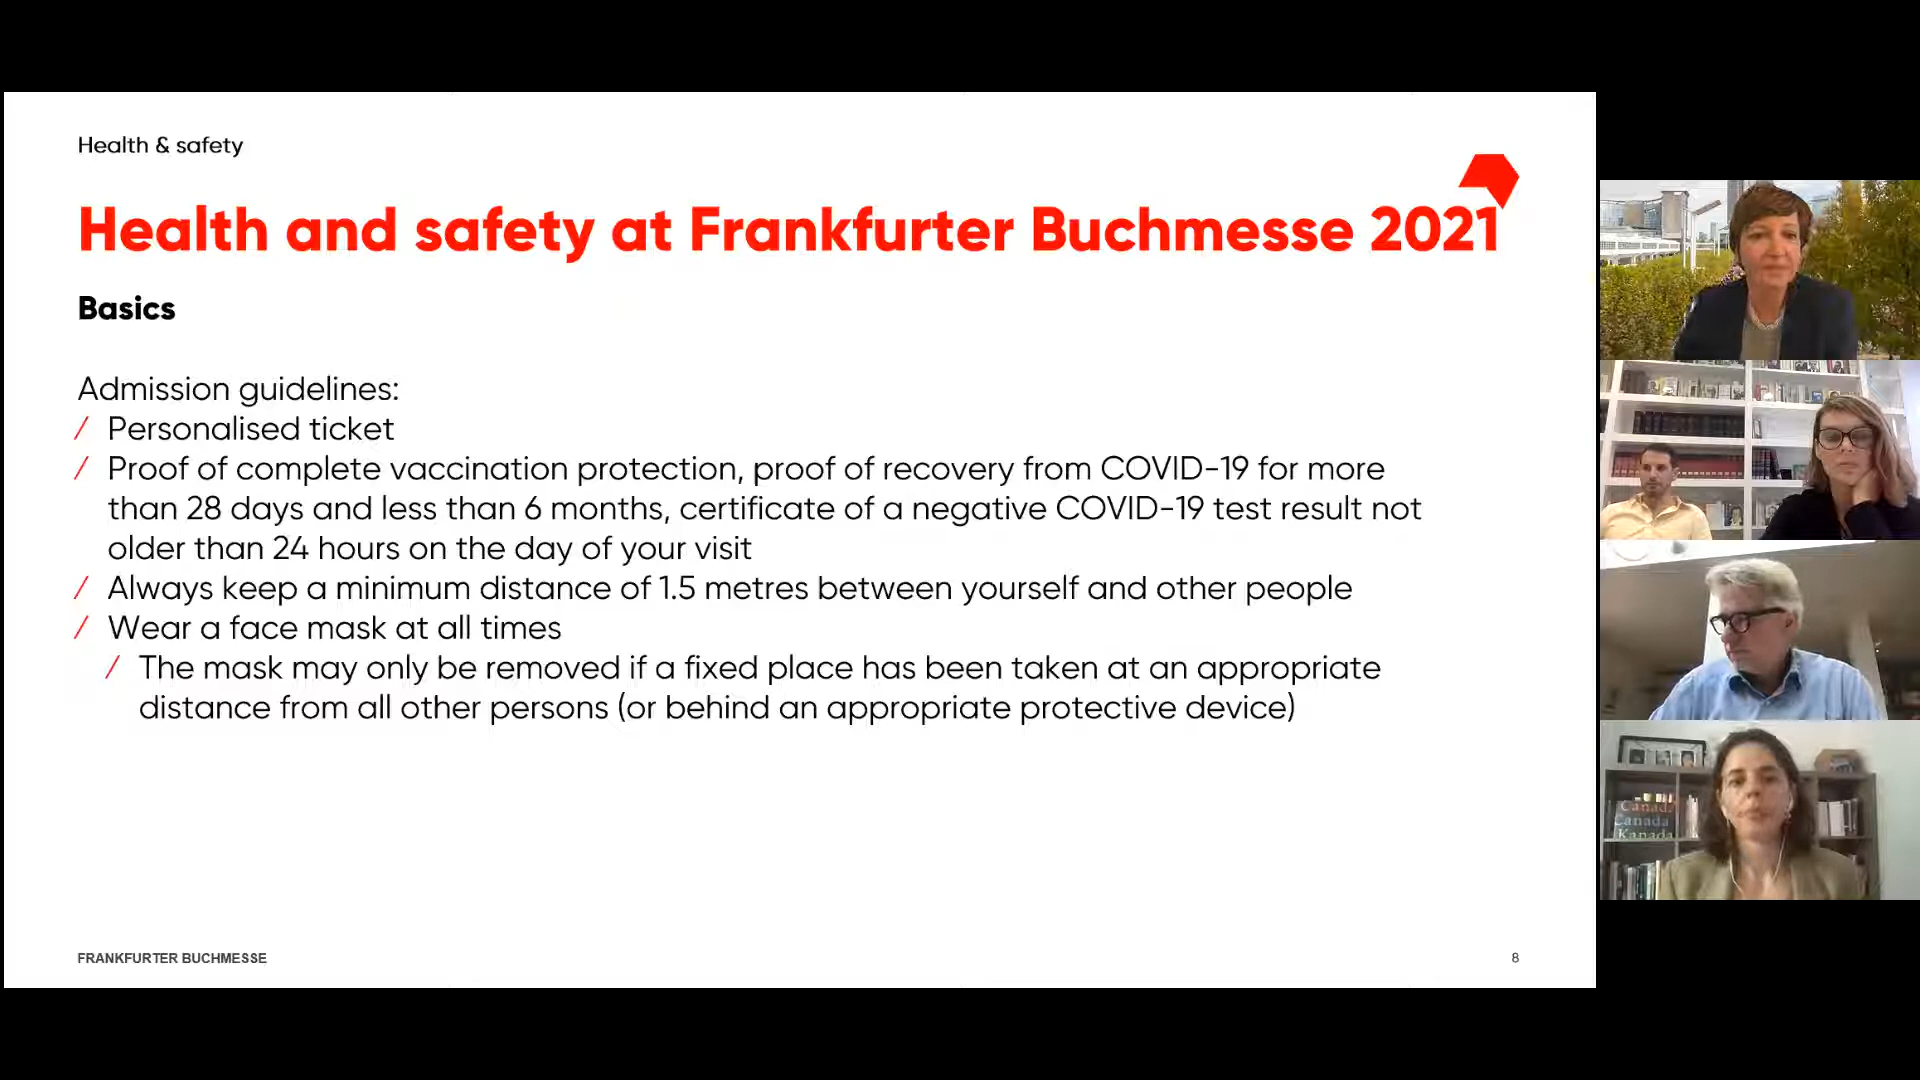 Health & safety
Health and safety at Frankfurter Buchmesse 2021
Basics
Admission guidelines:
/ Personalised ticket
/ Proof of complete vaccination protection, proof of recovery from COVID-19 for more
than 28 days and less than 6 months, certificate of a negative COVID-19 test result not
older than 24 hours on the day of your visit
/ Always keep a minimum distance of 1.5 metres between yourself and other people
/ Wear a face mask at all times
/ The mask may only be removed if a fixed place has been taken at an appropriate
distance from all other persons (or behind an appropriate protective device)
FRANKFURTER BUCHMESSE
8
Canada
Canada
Kanada